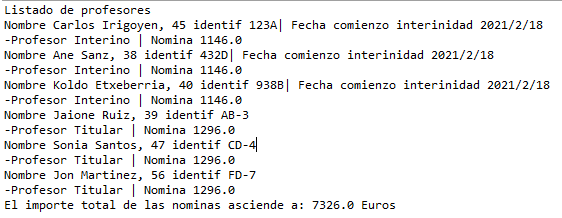 Listado de profesores
Nombre Carlos Irigoyen, 45 identif 123A| Fecha comienzo interinidad 2021/2/18
-Profesor Interino | Nomina 1146.0
Nombre Ane Sanz, 38 identif 432D| Fecha comienzo interinidad 2021/2/18
-Profesor Interino | Nomina 1146.0
Nombre Koldo Etxeberria, 40 identif 938B| Fecha comienzo interinidad 2021/2/18
-Profesor Interino | Nomina 1146.0
Nombre Jaione Ruiz, 39 identif AB-3
-Profesor Titular | Nomina 1296.0
Nombre Sonia Santos, 47 identif CD-4
-Profesor Titular | Nomina 1296.0
Nombre Jon Martinez, 56 identif FD-7
-Profesor Titular | Nomina 1296.0
El importe total de las nominas asciende a: 7326.0 Euros